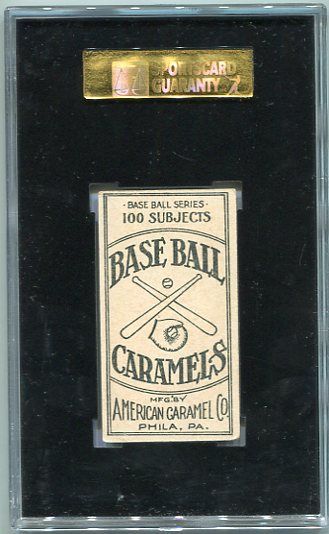 SPORTSCARD
GUARANTY
· BASE BALL SERIES ·
100 SUBJECTS
BASE BALL
CARAMELS
MFG. BY
AMERICAN CARAMEL CO.
PHILA, PA.